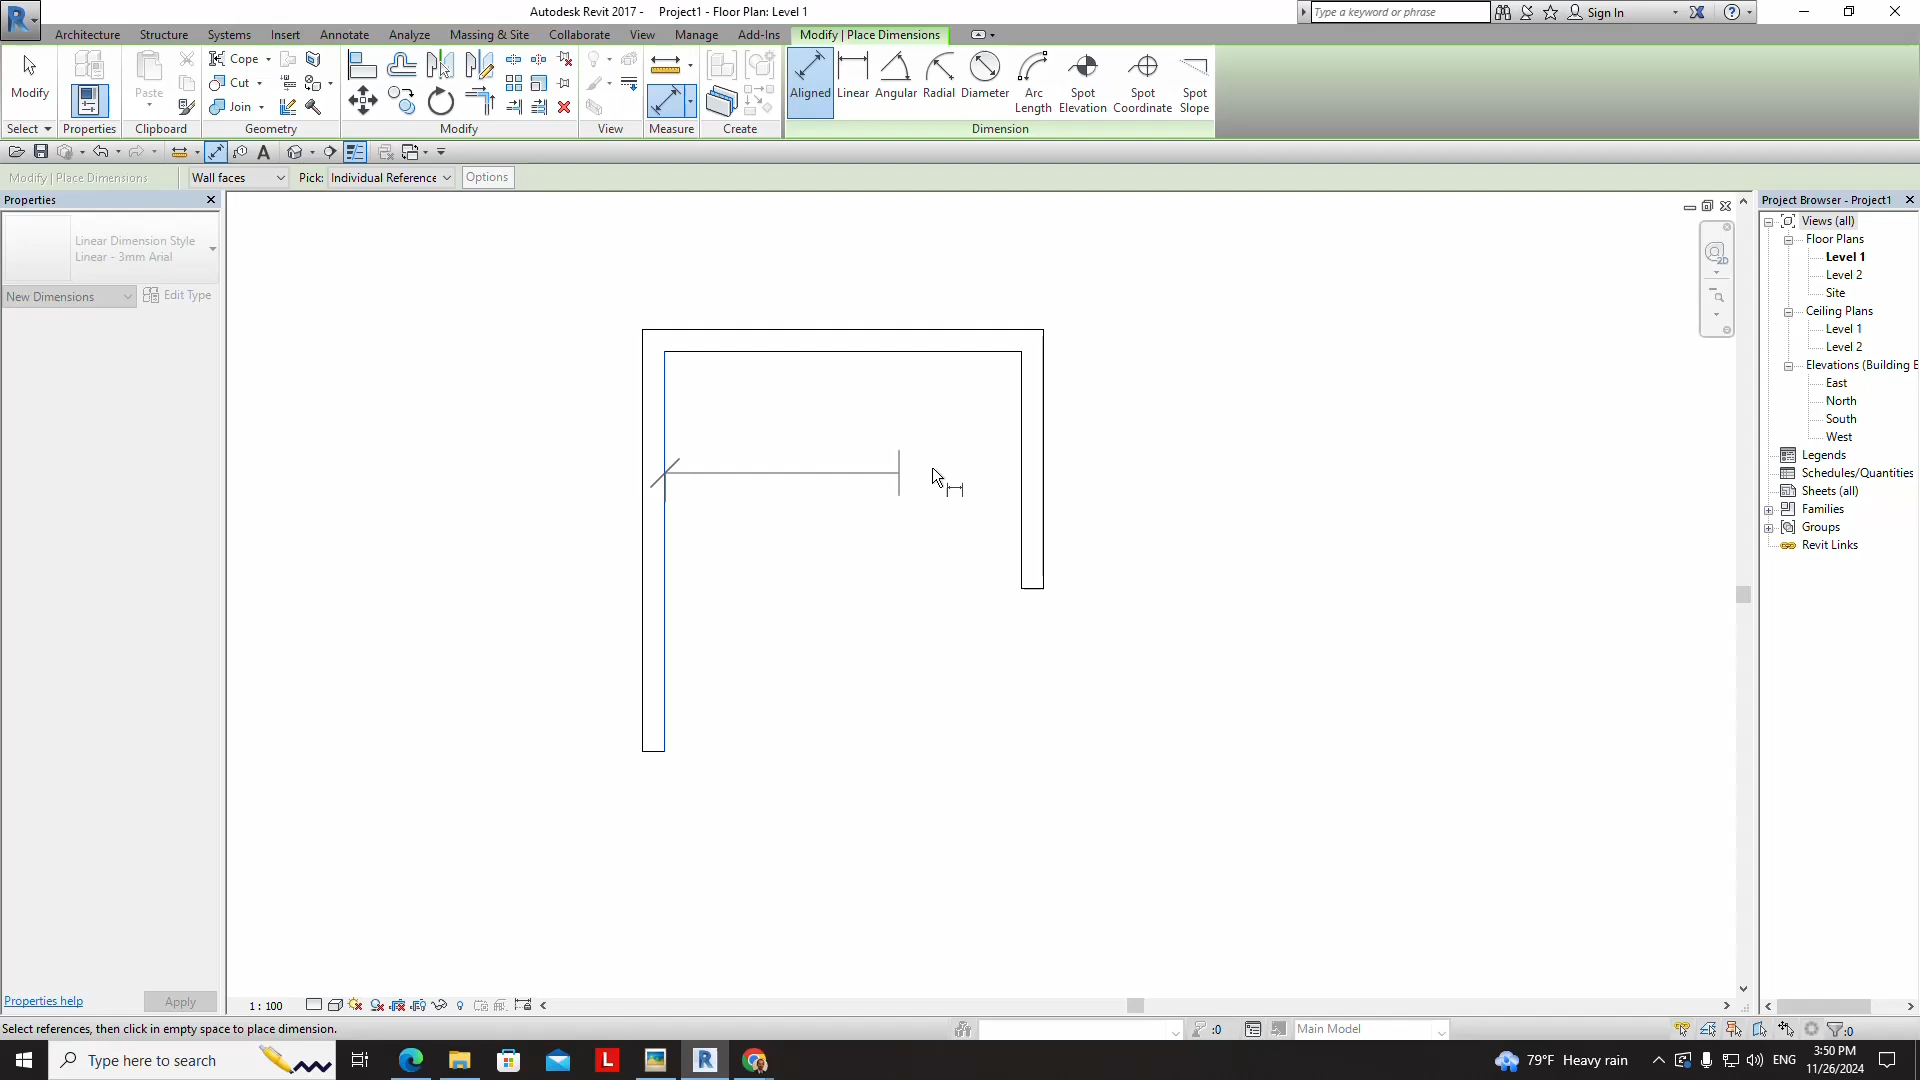 Autodesk Revit 2017 - Project1 - Floor Plan: Level 1
Type a keyword or phrase
Sign In
Architecture Structure Systems Insert Annotate Analyze Massing & Site Collaborate View Manage Add-Ins Modify | Place Dimensions
Modify
Paste
Cope
Cut
Join
Aligned
Linear
Angular
Radial
Diameter
Arc Length
Spot Elevation
Spot Coordinate
Spot Slope
Select Properties Clipboard Geometry Modify View Measure Create Dimension
Modify | Place Dimensions Wall faces Pick: Individual Reference Options
Properties
Linear Dimension Style
Linear - 3mm Arial
New Dimensions Edit Type
Properties help Apply
2D
Project Browser - Project1
Views (all)
Floor Plans
Level 1
Level 2
Site
Ceiling Plans
Level 1
Level 2
Elevations (Building E
East
North
South
West
Legends
Schedules/Quantities
Sheets (all)
Families
Groups
Revit Links
1 : 100
Select references, then click in empty space to place dimension.
:0
Main Model
:0
Type here to search
L
R
79°F Heavy rain
ENG
3:50 PM
11/26/2024